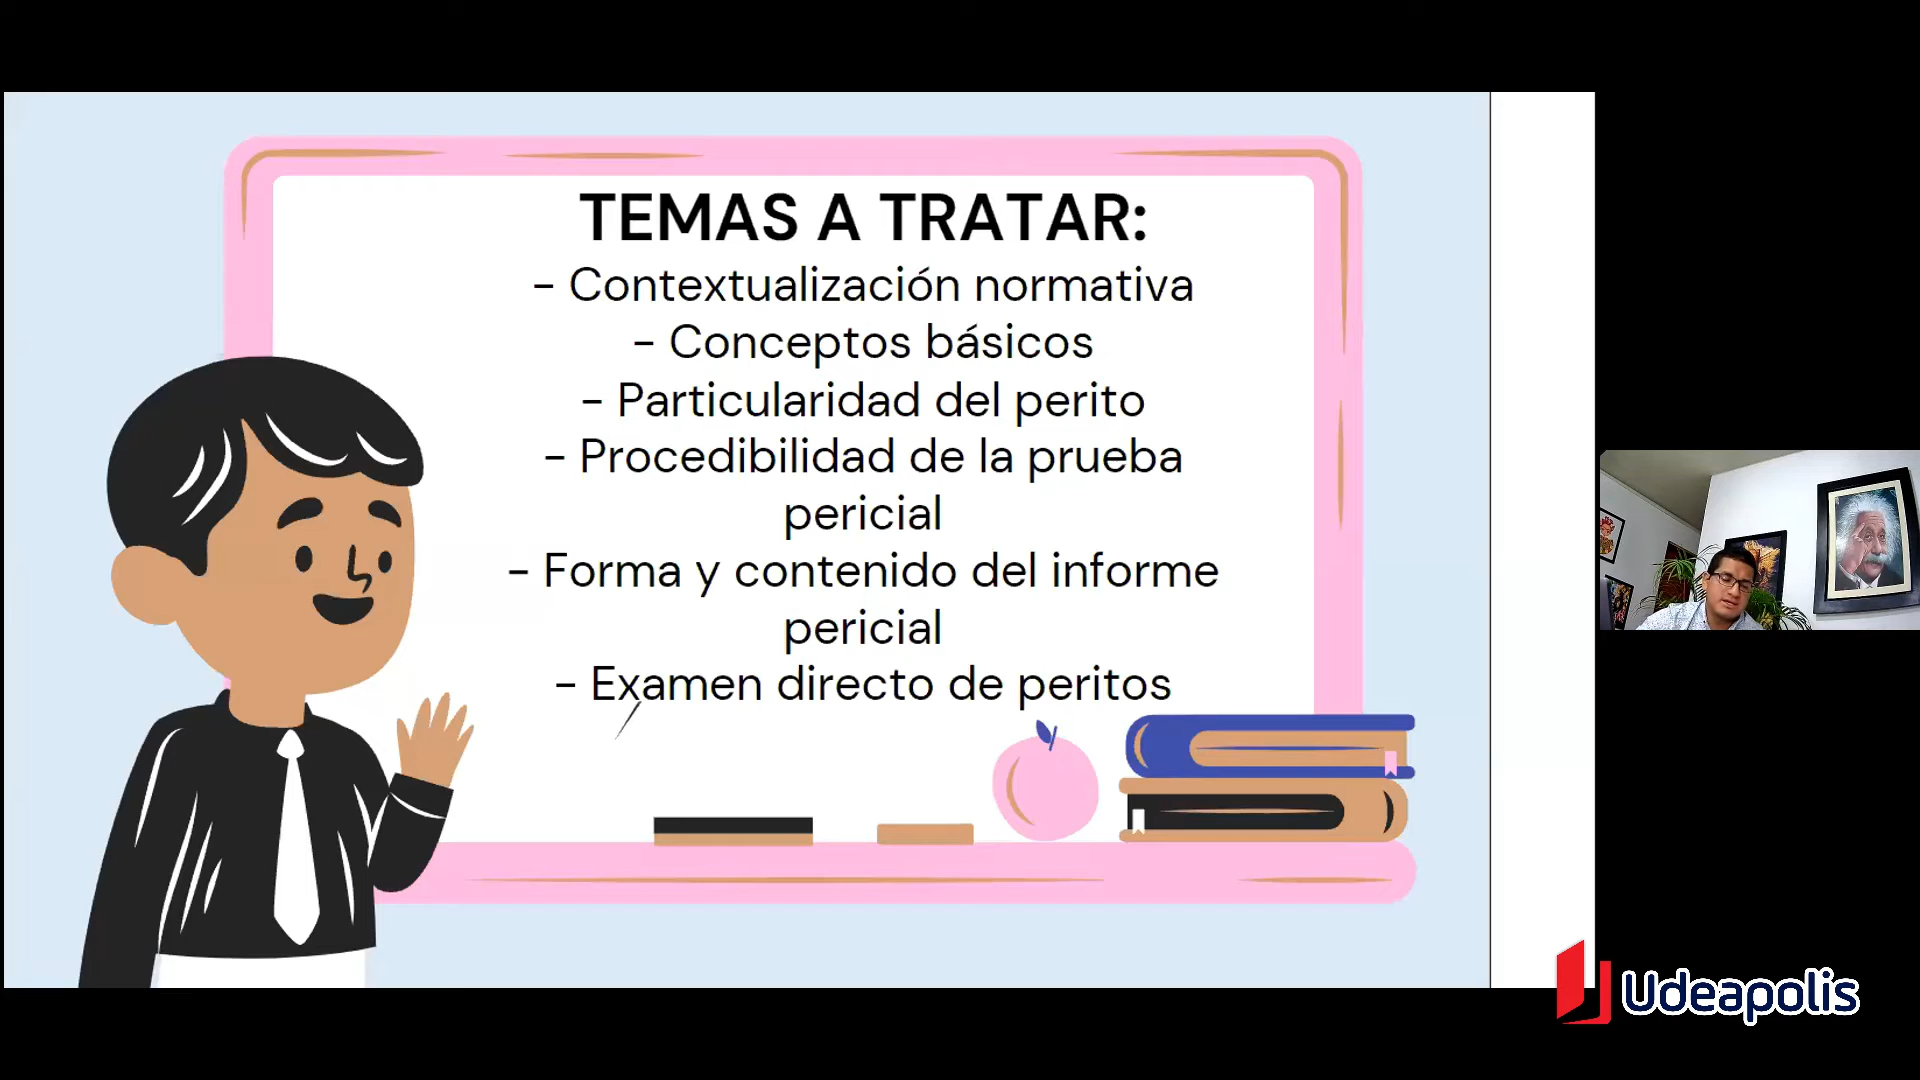 TEMAS A TRATAR:
- Contextualización normativa
- Conceptos básicos
- Particularidad del perito
- Procedibilidad de la prueba
pericial
- Forma y contenido del informe
pericial
- Examen directo de peritos
Udeapolis